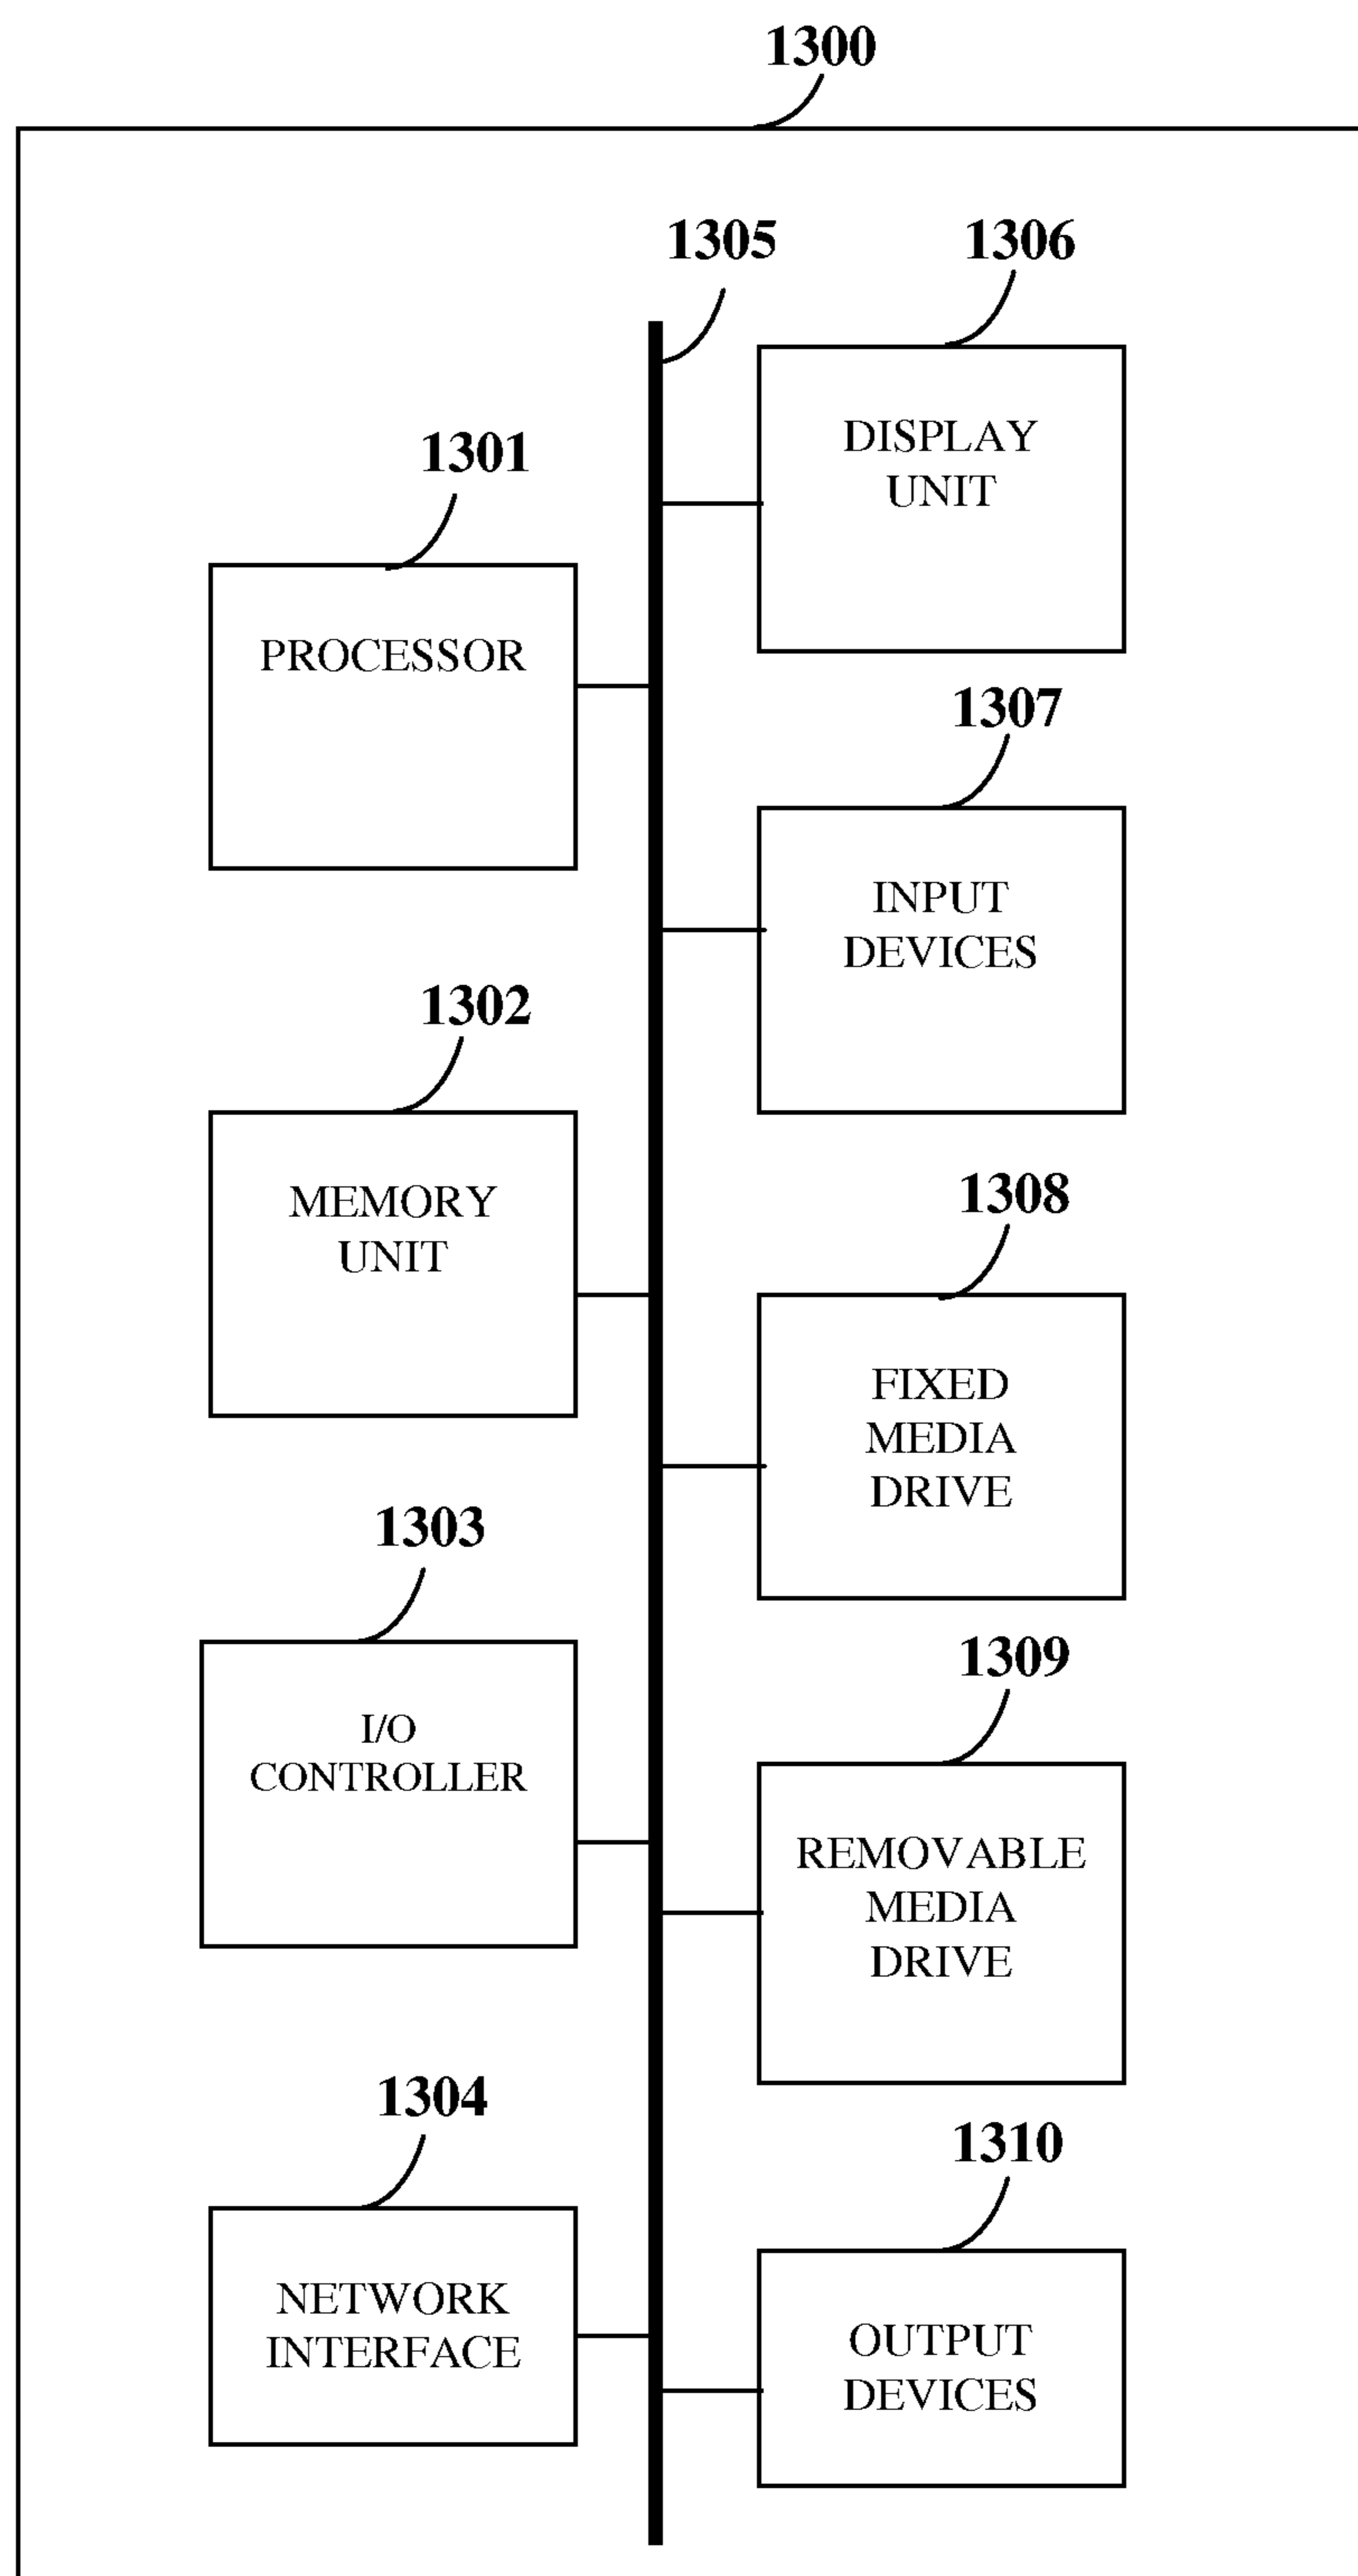 1300
1305
1306
DISPLAY
UNIT
1301
PROCESSOR
1307
INPUT
DEVICES
1302
MEMORY
UNIT
1308
FIXED
MEDIA
DRIVE
1303
I/O
CONTROLLER
1309
REMOVABLE
MEDIA
DRIVE
1304
NETWORK
INTERFACE
1310
OUTPUT
DEVICES